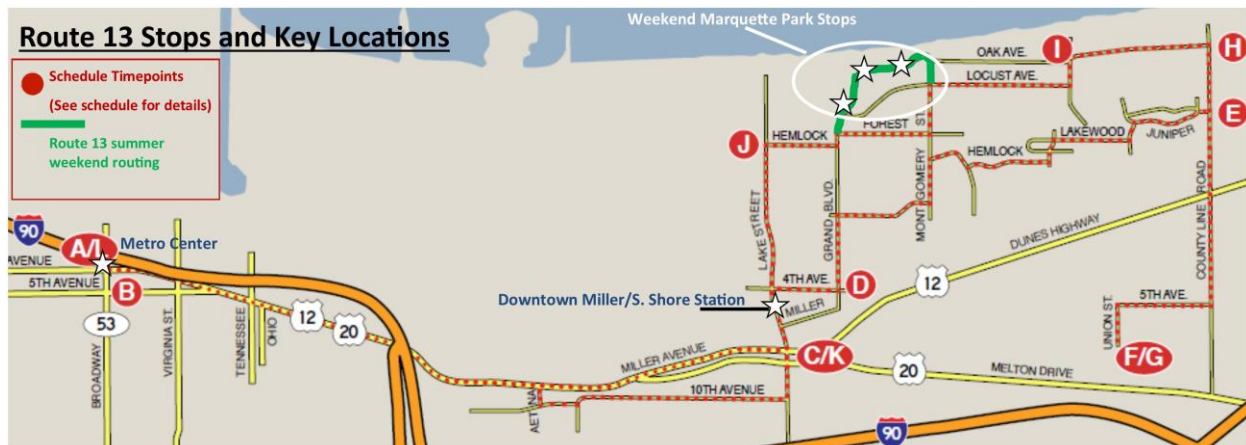 Route 13 Stops and Key Locations
Schedule Timepoints
(See schedule for details)
Route 13 summer
weekend routing
Weekend Marquette Park Stops
OAK AVE.
I
H
LOCUST AVE.
E
FOREST
HEMLOCK
J
LAKEWOOD
JUNIPER
HEMLOCK
MONTGOMERY ST.
LAKE STREET
GRAND BLVD.
DUNES HIGHWAY
COUNTY LINE ROAD
90
A/L
Metro Center
AVENUE
5TH AVENUE
B
53
BROADWAY
VIRGINIA ST.
TENNESSEE
OHIO
12
20
4TH AVE.
D
Downtown Miller/S. Shore Station
MILLER
12
5TH AVE.
UNION ST.
F/G
MILLER AVENUE
C/K
20
MELTON DRIVE
10TH AVENUE
AETNA
90